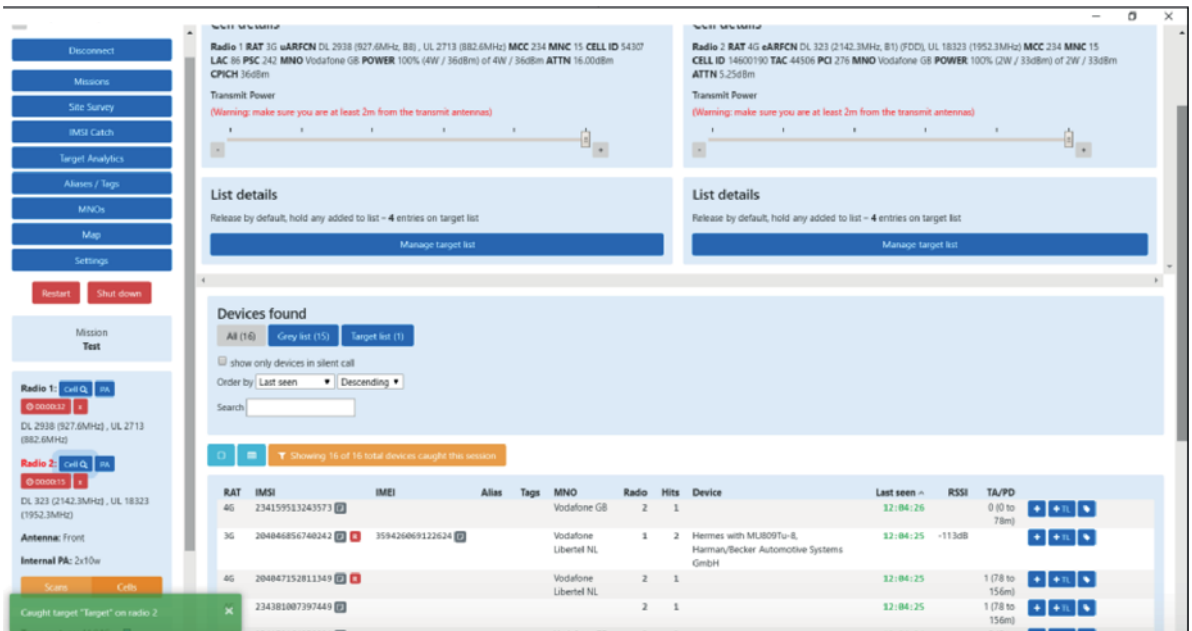 Disconnect
Missions
Site Survey
IMSI Catch
Target Analytics
Aliases / Tags
MNOs
Map
Settings
Restart Shut down
Mission
Test
Radio 1: Cell PA
00:00:32 x
DL 2938 (927.6MHz) , UL 2713
(882.6MHz)
Radio 2: Cell PA
00:00:15 x
DL 323 (2142.3MHz) , UL 18323
(1952.3MHz)
Antenna: Front
Internal PA: 2x10w
Scans Cells
Caught target "Target" on radio 2 ×
Cell details
Radio 1 RAT 3G uARFCN DL 2938 (927.6MHz, B8) , UL 2713 (882.6MHz) MCC 234 MNC 15 CELL ID 54307
LAC 86 PSC 242 MNO Vodafone GB POWER 100% (4W / 36dBm) of 4W / 36dBm ATTN 16.00dBm
CPICH 36dBm
Transmit Power
(Warning: make sure you are at least 2m from the transmit antennas)
- +
List details
Release by default, hold any added to list – 4 entries on target list
Manage target list
Cell details
Radio 2 RAT 4G eARFCN DL 323 (2142.3MHz, B1) (FDD), UL 18323 (1952.3MHz) MCC 234 MNC 15
CELL ID 14600190 TAC 44506 PCI 276 MNO Vodafone GB POWER 100% (2W / 33dBm) of 2W / 33dBm
ATTN 5.25dBm
Transmit Power
(Warning: make sure you are at least 2m from the transmit antennas)
- +
List details
Release by default, hold any added to list – 4 entries on target list
Manage target list
Devices found
All (16) Grey list (15) Target list (1)
show only devices in silent call
Order by Last seen Descending
Search
Showing 16 of 16 total devices caught this session
RAT IMSI IMEI Alias Tags MNO Radio Hits Device Last seen RSSI TA/PD
4G 234159513243573 Vodafone GB 2 1 12:04:26 0 (0 to
78m) + +TL
3G 204046856740242 359426069122624 Vodafone
Libertel NL 1 2 Hermes with MU809Tu-8,
Harman/Becker Automotive Systems
GmbH 12:04:25 -113dB + +TL
4G 204047152811349 Vodafone
Libertel NL 2 1 12:04:25 1 (78 to
156m) + +TL
234381007397449 2 1 12:04:25 1 (78 to
156m) + +TL